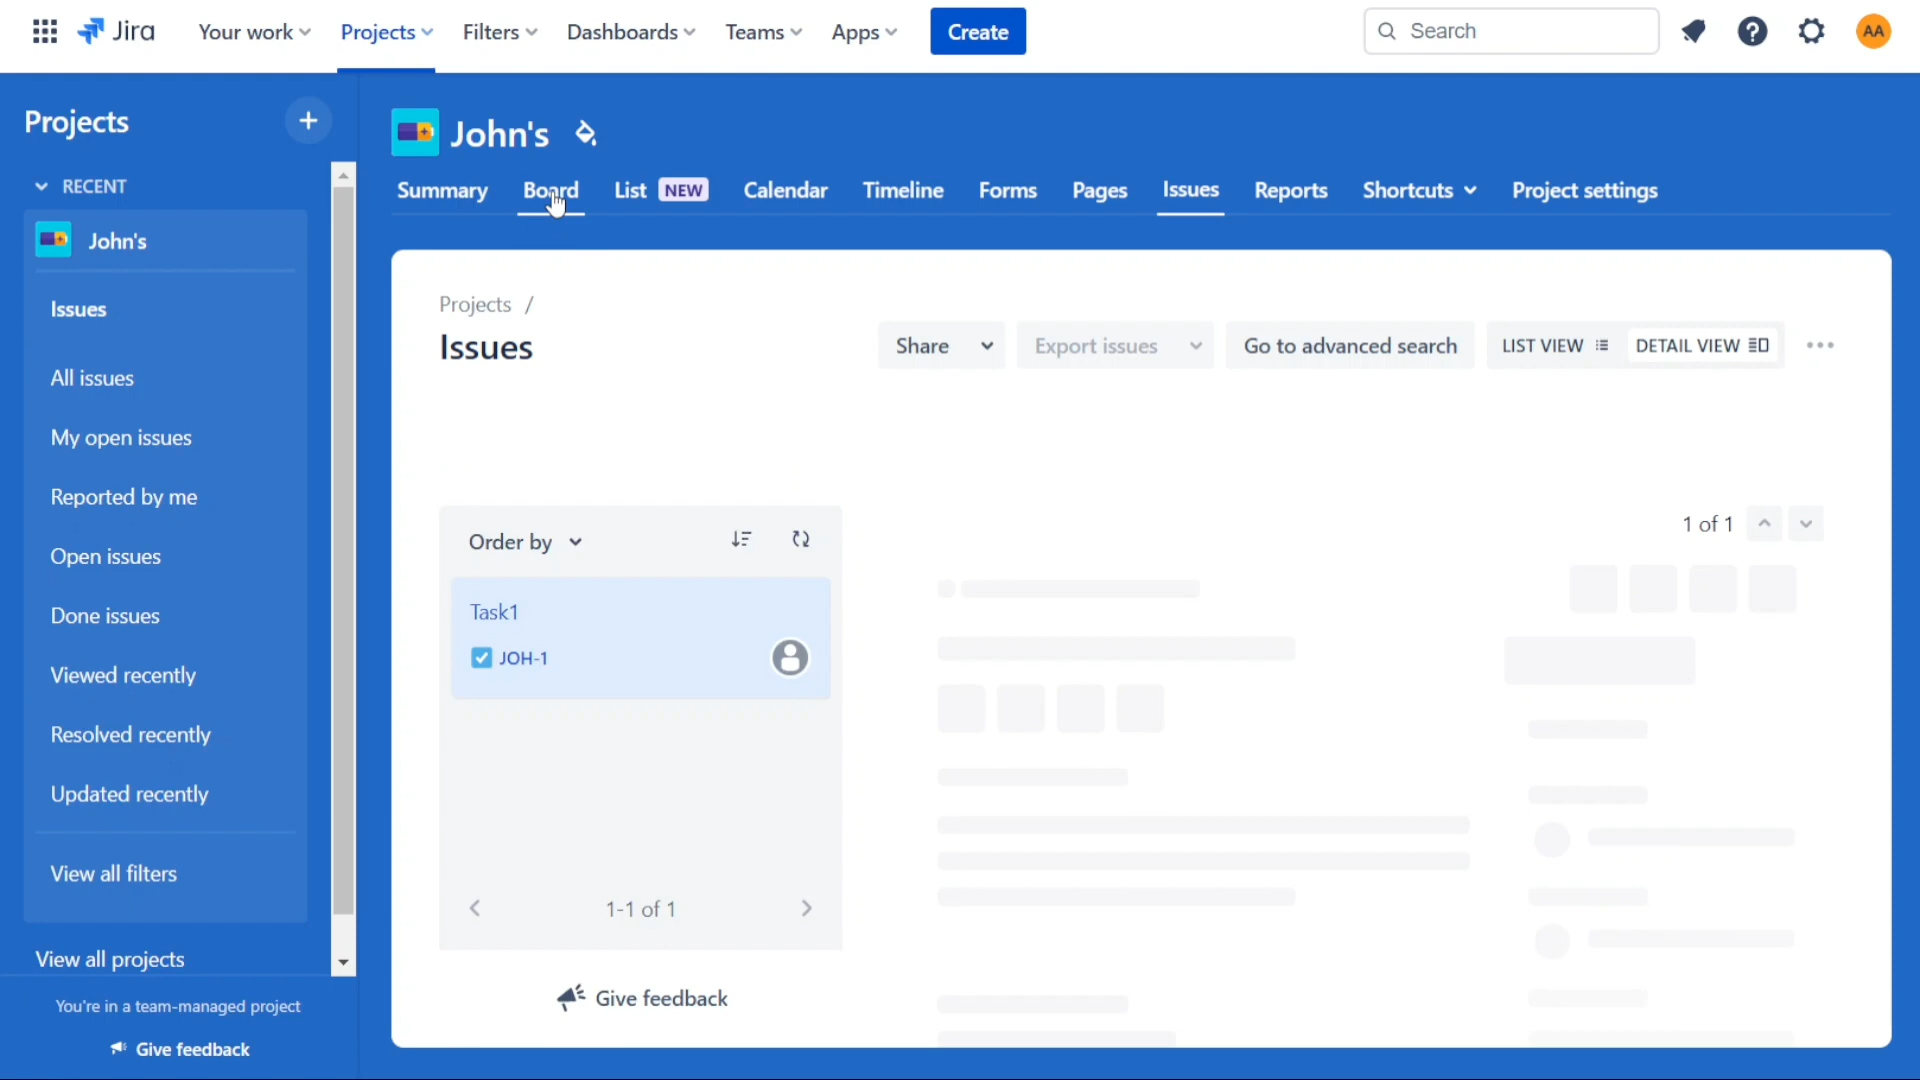 Jira Your work Projects Filters Dashboards Teams Apps Create Search AA
Projects +
RECENT
John's
Issues
All issues
My open issues
Reported by me
Open issues
Done issues
Viewed recently
Resolved recently
Updated recently
View all filters
View all projects
You're in a team-managed project
Give feedback
John's
Summary Board List NEW Calendar Timeline Forms Pages Issues Reports Shortcuts Project settings
Projects /
Issues
Share Export issues Go to advanced search LIST VIEW DETAIL VIEW
Order by
Task1
JOH-1
1-1 of 1
Give feedback
1 of 1